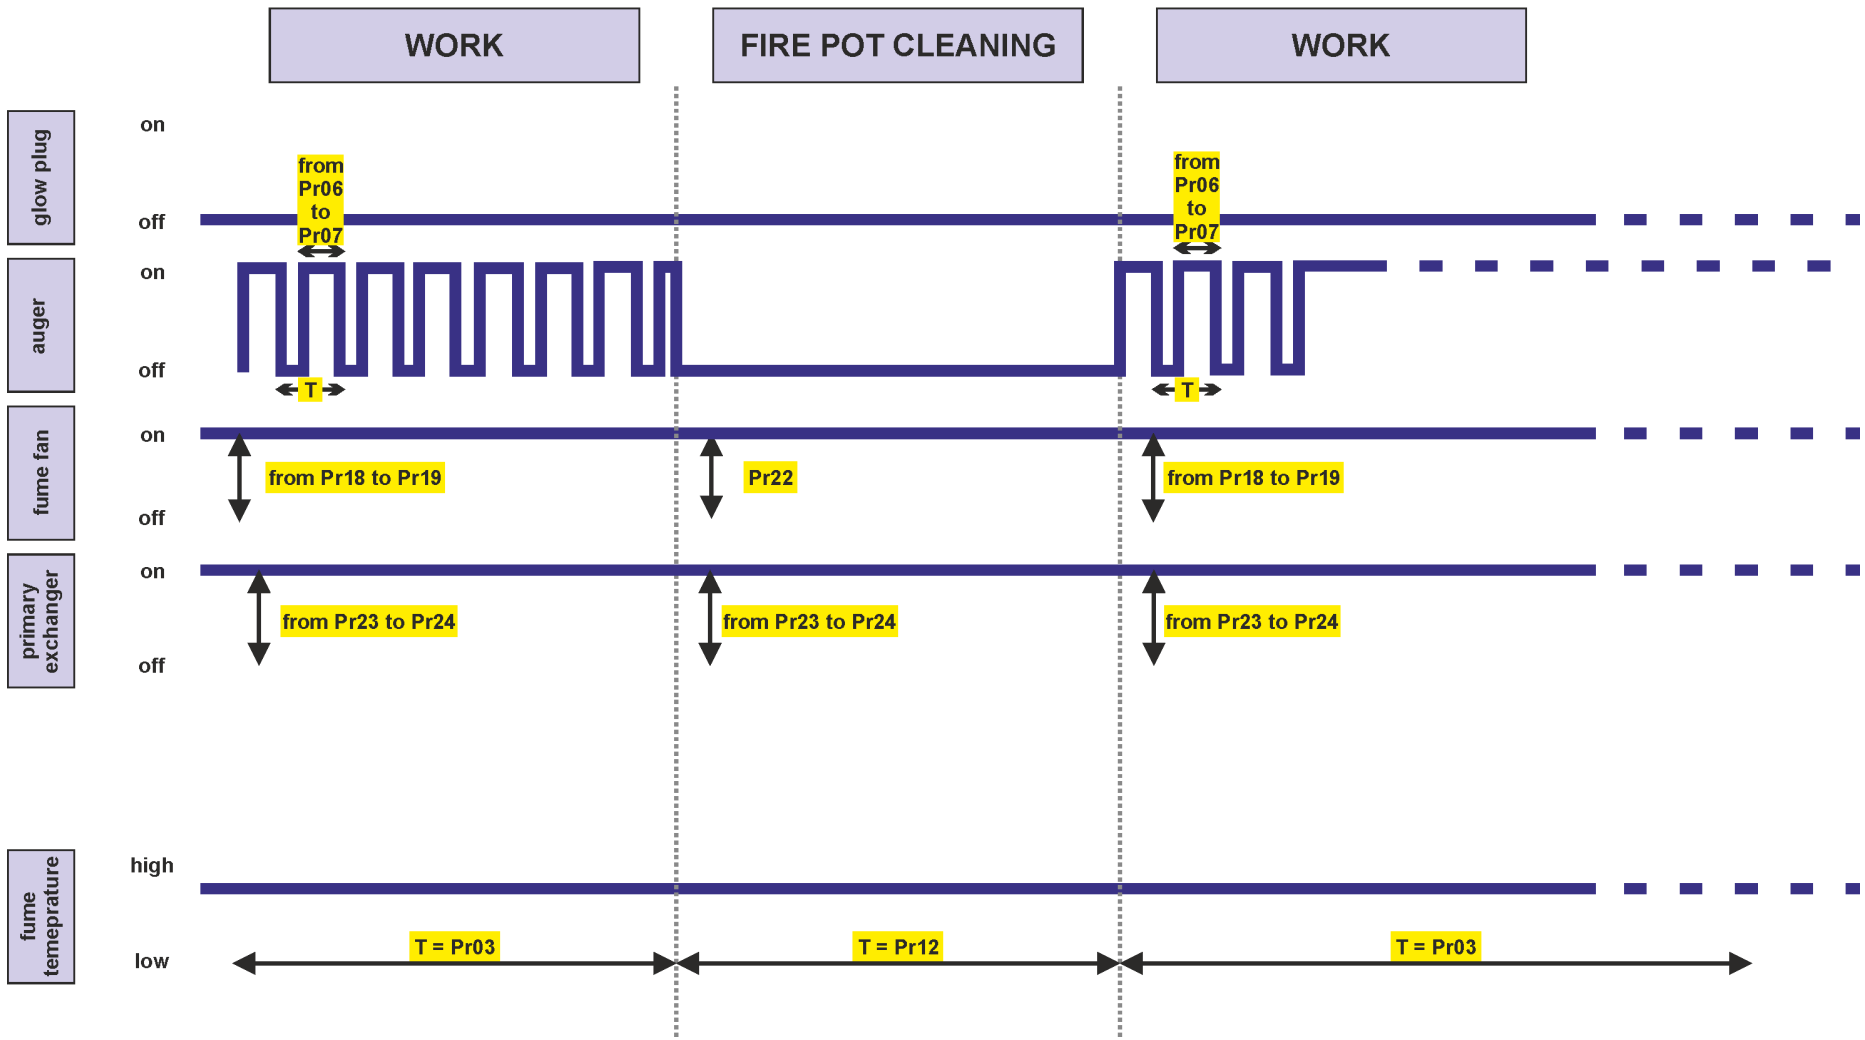 WORK
FIRE POT CLEANING
WORK
glow plug
on
off
from
Pr06
to
Pr07
from
Pr06
to
Pr07
auger
on
off
T
T
fume fan
on
off
from Pr18 to Pr19
Pr22
from Pr18 to Pr19
primary
exchanger
on
off
from Pr23 to Pr24
from Pr23 to Pr24
from Pr23 to Pr24
fume
temeprature
high
low
T = Pr03
T = Pr12
T = Pr03